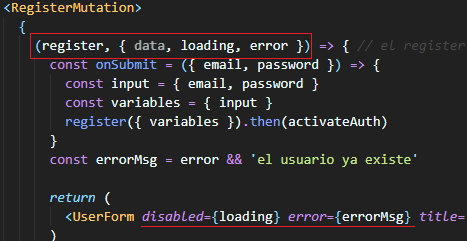 <RegisterMutation>
{
(register, { data, loading, error }) => { // el register
const onSubmit = ({ email, password }) => {
const input = { email, password }
const variables = { input }
register({ variables }).then(activateAuth)
}
const errorMsg = error && 'el usuario ya existe'
return (
<UserForm disabled={loading} error={errorMsg} title=
)